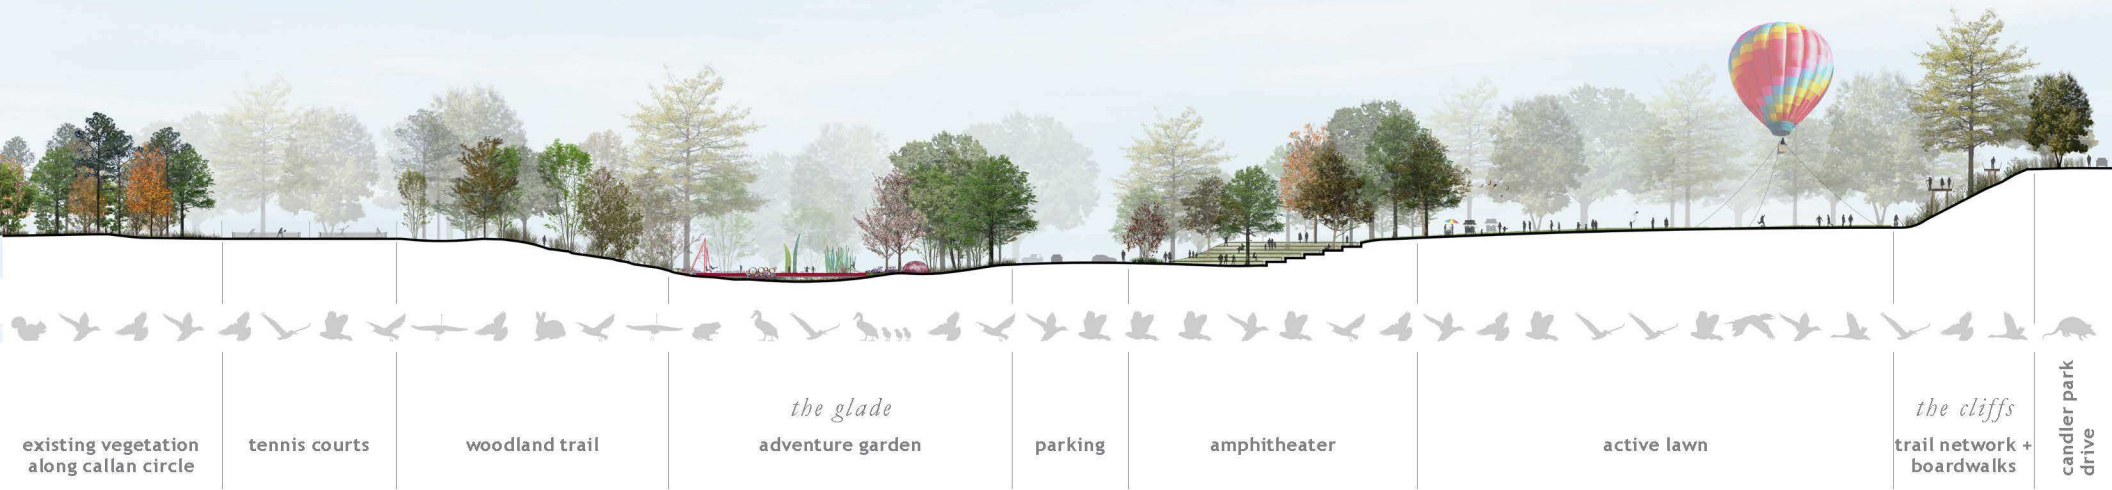 existing vegetation
along callan circle
tennis courts
woodland trail
the glade
adventure garden
parking
amphitheater
active lawn
the cliffs
trail network +
boardwalks
candler park
drive